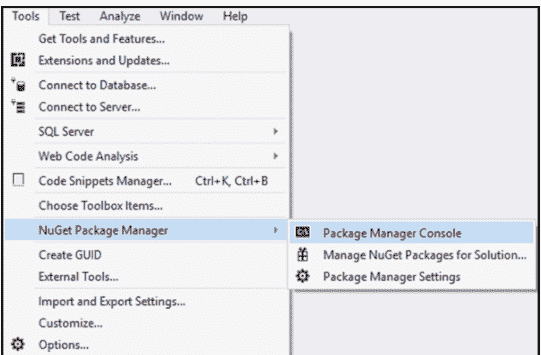 Tools Test Analyze Window Help
Get Tools and Features...
Extensions and Updates...
Connect to Database...
Connect to Server...
SQL Server
Web Code Analysis
Code Snippets Manager... Ctrl+K, Ctrl+B
Choose Toolbox Items...
NuGet Package Manager
Package Manager Console
Manage NuGet Packages for Solution...
Package Manager Settings
Create GUID
External Tools...
Import and Export Settings...
Customize...
Options...